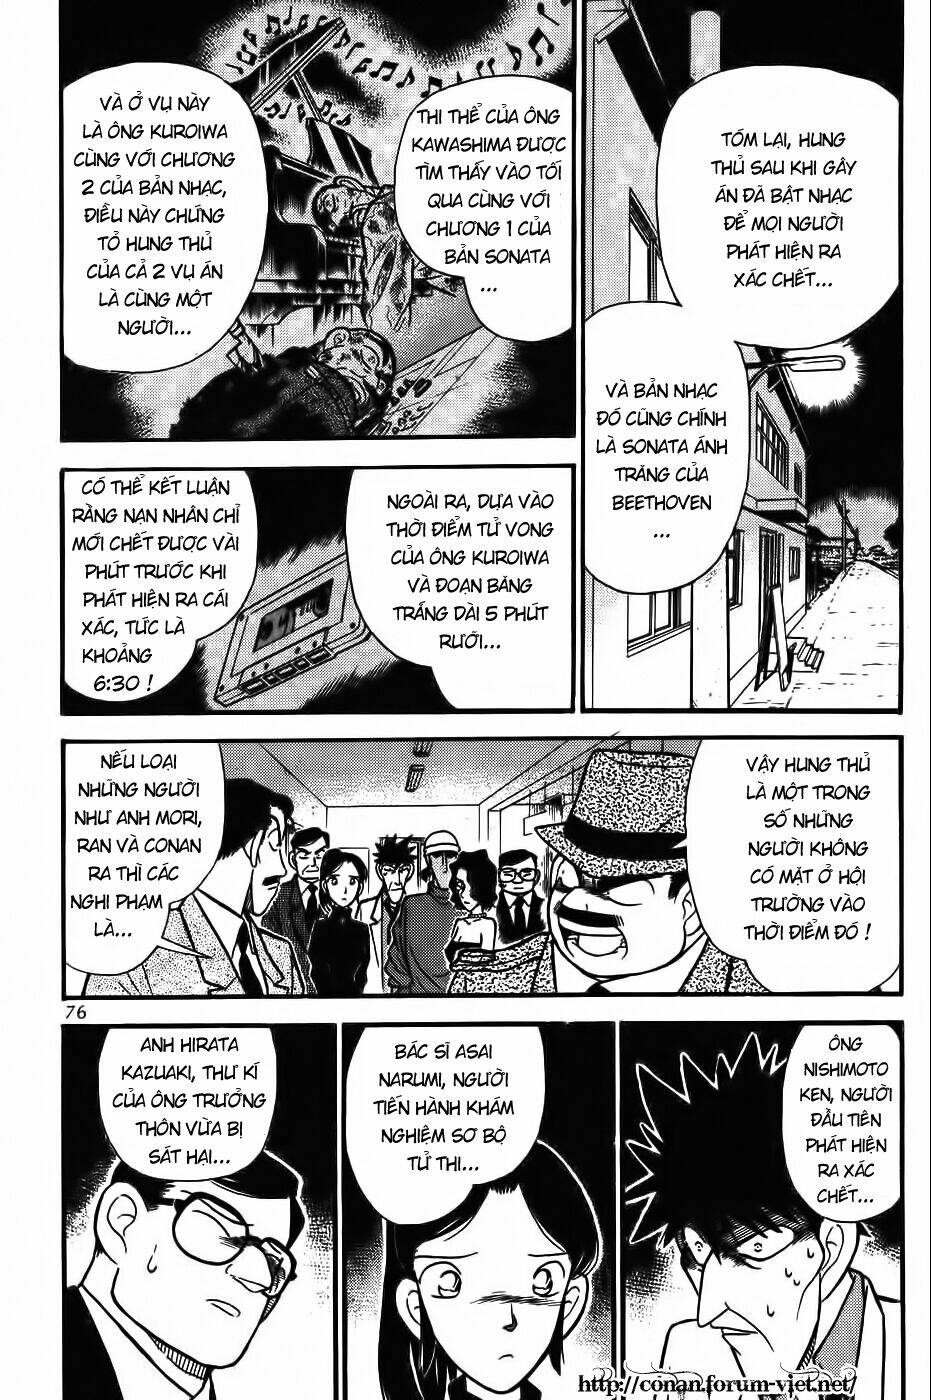 TÓM LẠI, HUNG
THỦ SAU KHI GÂY
ÁN ĐÃ BẬT NHẠC
ĐỂ MỌI NGƯỜI
PHÁT HIỆN RA
XÁC CHẾT...
VÀ BẢN NHẠC
ĐÓ CŨNG CHÍNH
LÀ SONATA ÁNH
TRĂNG CỦA
BEETHOVEN
...
THI THỂ CỦA ÔNG
KAWASHIMA ĐƯỢC
TÌM THẤY VÀO TỐI
QUA CÙNG VỚI
CHƯƠNG 1 CỦA
BẢN SONATA
...
VÀ Ở VỤ NÀY
LÀ ÔNG KUROIWA
CÙNG VỚI CHƯƠNG
2 CỦA BẢN NHẠC,
ĐIỀU NÀY CHỨNG
TỎ HUNG THỦ
CỦA CẢ 2 VỤ ÁN
LÀ CÙNG MỘT
NGƯỜI...
NGOÀI RA, DỰA VÀO
THỜI ĐIỂM TỬ VONG
CỦA ÔNG KUROIWA
VÀ ĐOẠN BĂNG
TRẮNG DÀI 5 PHÚT
RƯỠI...
CÓ THỂ KẾT LUẬN
RẰNG NẠN NHÂN CHỈ
MỚI CHẾT ĐƯỢC VÀI
PHÚT TRƯỚC KHI
PHÁT HIỆN RA CÁI
XÁC, TỨC LÀ
KHOẢNG
6:30 !
VẬY HUNG THỦ
LÀ MỘT TRONG
SỐ NHỮNG
NGƯỜI KHÔNG
CÓ MẶT Ở HỘI
TRƯỜNG VÀO
THỜI ĐIỂM ĐÓ !
NẾU LOẠI
NHỮNG NGƯỜI
NHƯ ANH MORI,
RAN VÀ CONAN
RA THÌ CÁC
NGHI PHẠM
LÀ...
76
ÔNG
NISHIMOTO
KEN, NGƯỜI
ĐẦU TIÊN
PHÁT HIỆN
RA XÁC
CHẾT...
BÁC SĨ ASAI
NARUMI, NGƯỜI
TIẾN HÀNH KHÁM
NGHIỆM SƠ BỘ
TỬ THI...
ANH HIRATA
KAZUAKI, THƯ KÍ
CỦA ÔNG TRƯỞNG
THÔN VỪA BỊ
SÁT HẠI...
http://conan.forum-viet.net/